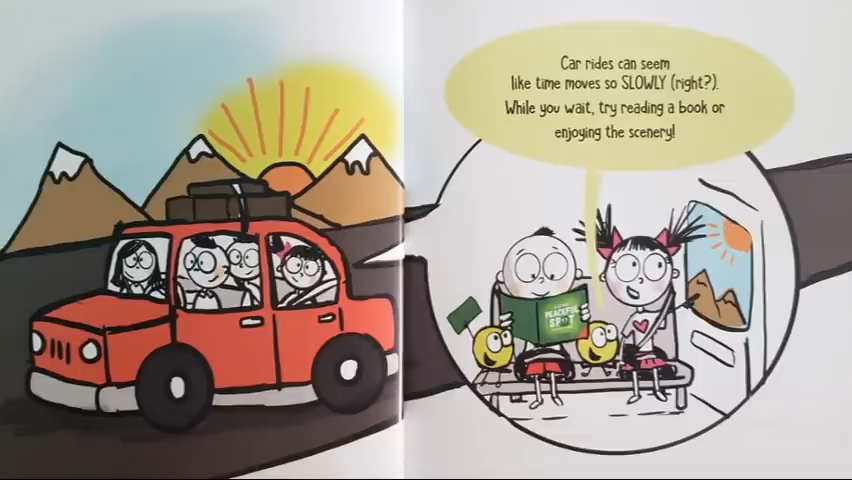 Car rides can seem
like time moves so SLOWLY (right?).
While you wait, try reading a book or
enjoying the scenery!
PEACEFUL
SPOT